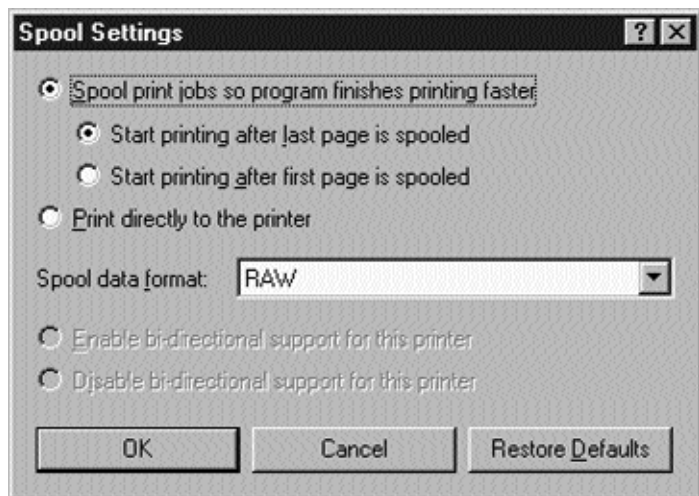 Spool Settings
Spool print jobs so program finishes printing faster
Start printing after last page is spooled
Start printing after first page is spooled
Print directly to the printer
Spool data format: RAW
Enable bi-directional support for this printer
Disable bi-directional support for this printer
OK Cancel Restore Defaults